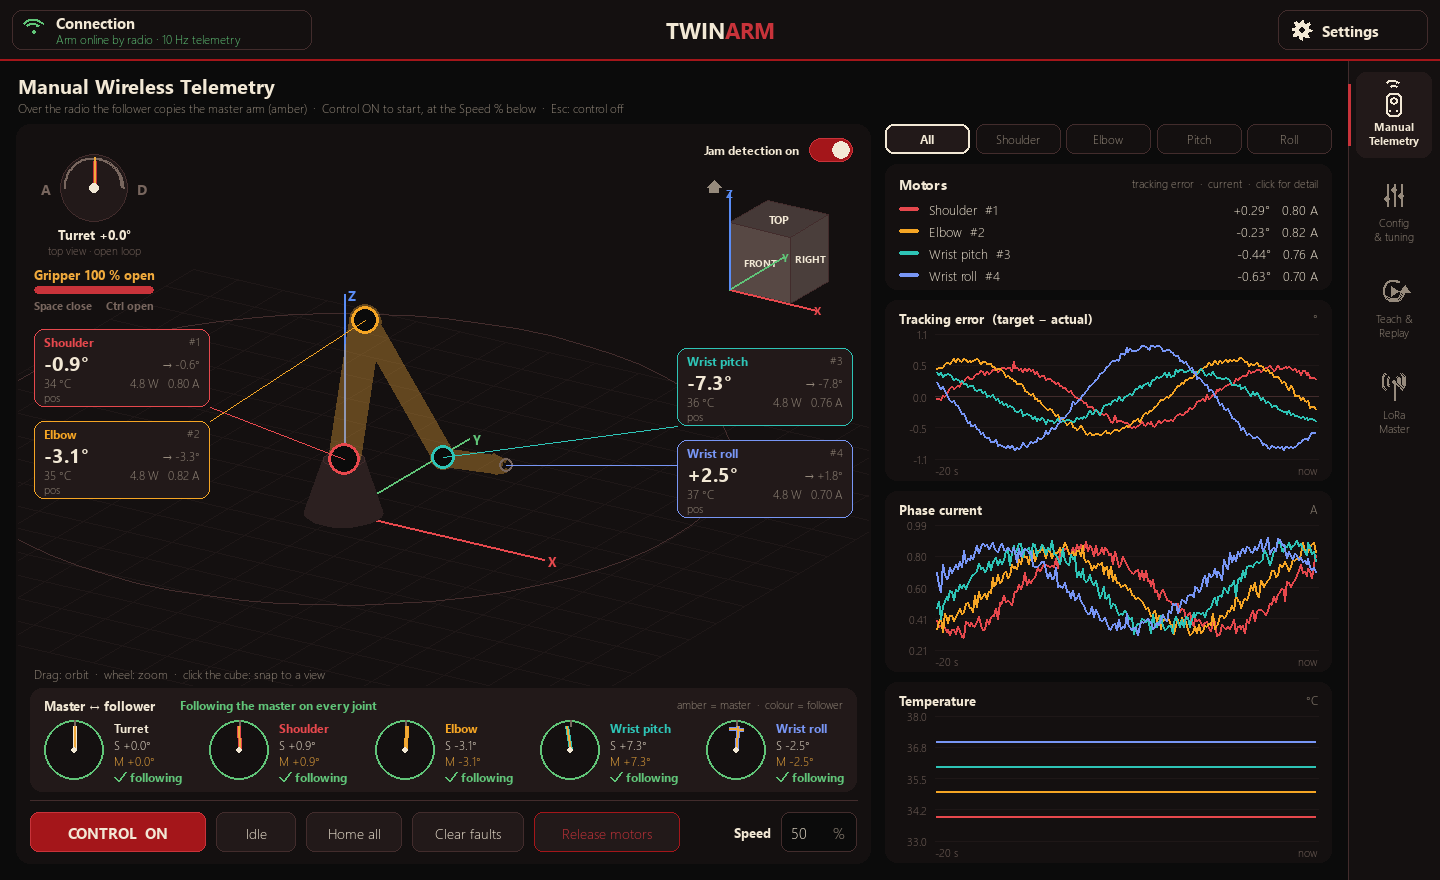 Connection
Arm online by radio · 10 Hz telemetry
TWINARM
Settings
Manual Wireless Telemetry
Over the radio the follower copies the master arm (amber) · Control ON to start, at the Speed % below · Esc: control off
A
D
Turret +0.0°
top view · open loop
Gripper 100 % open
Space close Ctrl open
Jam detection on
Z
TOP
FRONT
Y
RIGHT
X
Shoulder #1
-0.9° → -0.6°
34 °C 4.8 W 0.80 A
pos
Elbow #2
-3.1° → -3.3°
35 °C 4.8 W 0.82 A
pos
Z
Y
X
Wrist pitch #3
-7.3° → -7.8°
36 °C 4.8 W 0.76 A
pos
Wrist roll #4
+2.5° → +1.8°
37 °C 4.8 W 0.70 A
pos
Drag: orbit · wheel: zoom · click the cube: snap to a view
Master ↔ follower Following the master on every joint amber = master · colour = follower
Turret
S +0.0°
M +0.0°
✓ following
Shoulder
S +0.9°
M +0.9°
✓ following
Elbow
S -3.1°
M -3.1°
✓ following
Wrist pitch
S +7.3°
M +7.3°
✓ following
Wrist roll
S -2.5°
M -2.5°
✓ following
CONTROL ON
Idle
Home all
Clear faults
Release motors
Speed 50 %
All
Shoulder
Elbow
Pitch
Roll
Motors tracking error · current · click for detail
Shoulder #1 +0.29° 0.80 A
Elbow #2 -0.23° 0.82 A
Wrist pitch #3 -0.44° 0.76 A
Wrist roll #4 -0.63° 0.70 A
Tracking error (target − actual) °
1.1
0.5
0.0
-0.5
-1.1
-20 s now
Phase current A
0.99
0.80
0.60
0.41
0.21
-20 s now
Temperature °C
38.0
36.8
35.5
34.2
33.0
-20 s now
Manual
Telemetry
Config
& tuning
Teach &
Replay
LoRa
Master